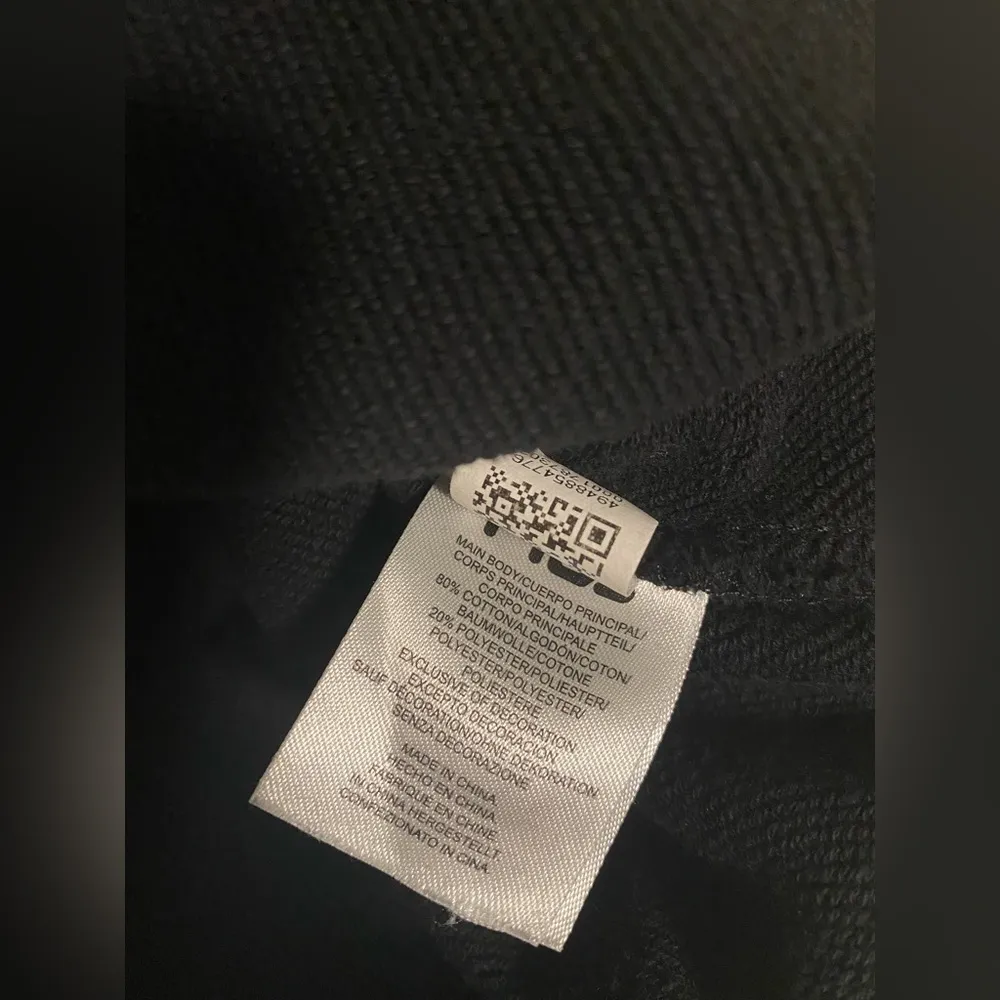 4948854776
MAIN BODY/CUERPO PRINCIPAL/
CORPS PRINCIPAL/HAUPTTEIL/
CORPO PRINCIPALE
80% COTTON/ALGODÓN/COTON/
BAUMWOLLE/COTONE
20% POLYESTER/POLIESTER/
POLYESTER/POLYESTER/
POLIESTERE
EXCLUSIVE OF DECORATION
EXCEPTO DECORACIÓN
SAUF DÉCORATION/OHNE DEKORATION
SENZA DECORAZIONE
MADE IN CHINA
HECHO EN CHINA
FABRIQUÉ EN CHINE
IN CHINA HERGESTELLT
CONFEZIONATO IN CINA